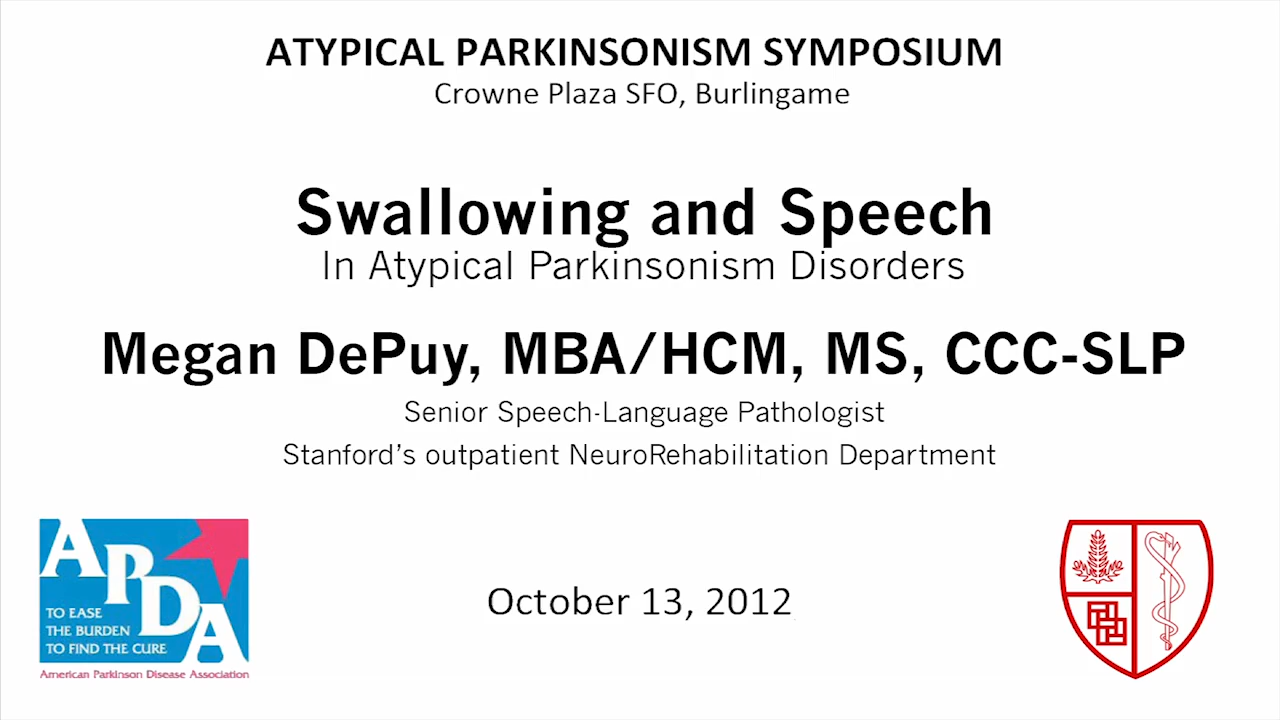 ATYPICAL PARKINSONISM SYMPOSIUM
Crowne Plaza SFO, Burlingame
Swallowing and Speech
In Atypical Parkinsonism Disorders
Megan DePuy, MBA/HCM, MS, CCC-SLP
Senior Speech-Language Pathologist
Stanford’s outpatient NeuroRehabilitation Department
APDA
TO EASE
THE BURDEN
TO FIND THE CURE
American Parkinson Disease Association
October 13, 2012